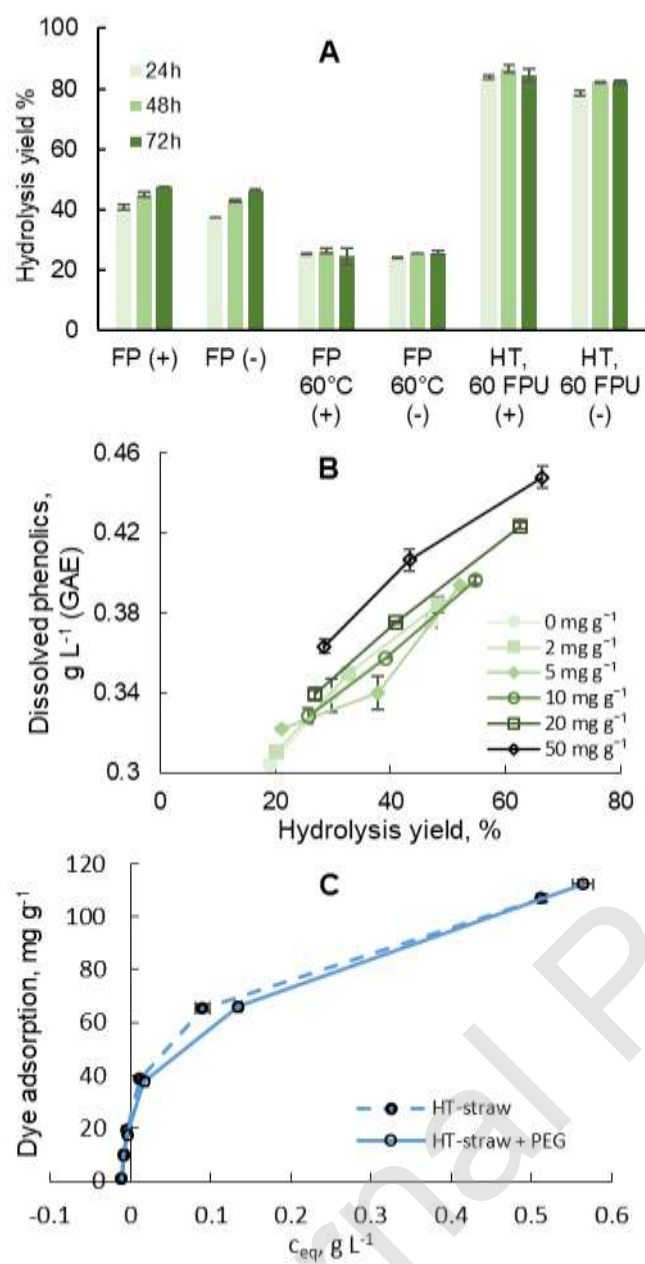 A
100
80
60
40
20
0
Hydrolysis yield %
24h
48h
72h
FP (+)
FP (-)
FP
60°C
(+)
FP
60°C
(-)
HT,
60 FPU
(+)
HT,
60 FPU
(-)
B
0.46
0.42
0.38
0.34
0.3
Dissolved phenolics,
g L⁻¹ (GAE)
0 mg g⁻¹
2 mg g⁻¹
5 mg g⁻¹
10 mg g⁻¹
20 mg g⁻¹
50 mg g⁻¹
0
20
40
60
80
Hydrolysis yield, %
C
120
100
80
60
40
20
0
Dye adsorption, mg g⁻¹
HT-straw
HT-straw + PEG
-0.1
0
0.1
0.2
0.3
0.4
0.5
0.6
c_eq, g L⁻¹
rnal P